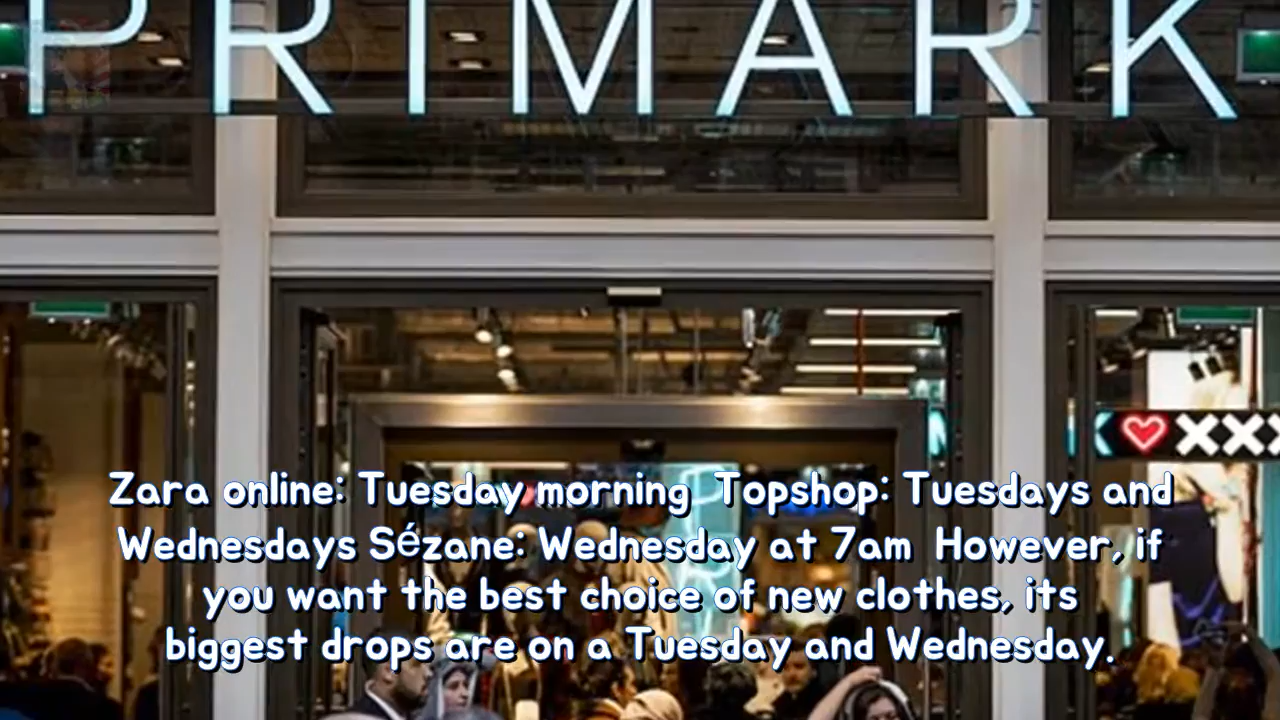 PRIMARK
XXX
Zara online: Tuesday morning  Topshop: Tuesdays and
Wednesdays Sézane: Wednesday at 7am  However, if
you want the best choice of new clothes, its
biggest drops are on a Tuesday and Wednesday.